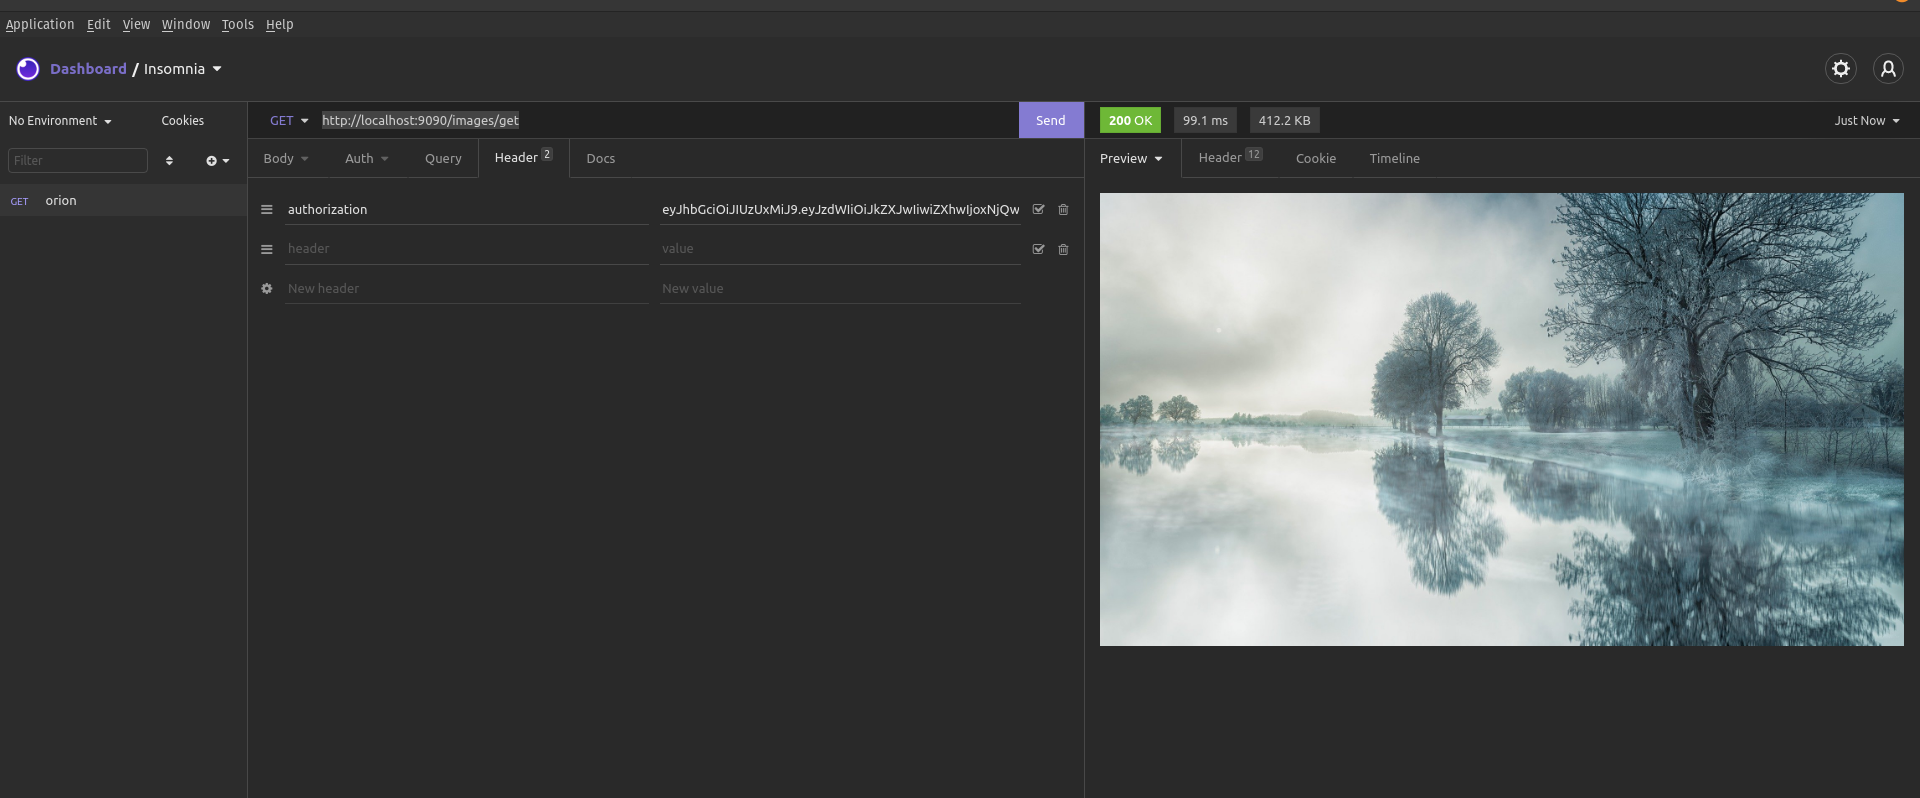 Application Edit View Window Tools Help
Dashboard / Insomnia
No Environment Cookies
GET http://localhost:9090/images/get Send
200 OK 99.1 ms 412.2 KB Just Now
Filter
Body Auth Query Header 2 Docs
Preview Header 12 Cookie Timeline
GET orion
authorization eyJhbGciOiJIUzUxMiJ9.eyJzdWIiOiJkZXJwIiwiZXhwIjoxNjQw
header value
New header New value